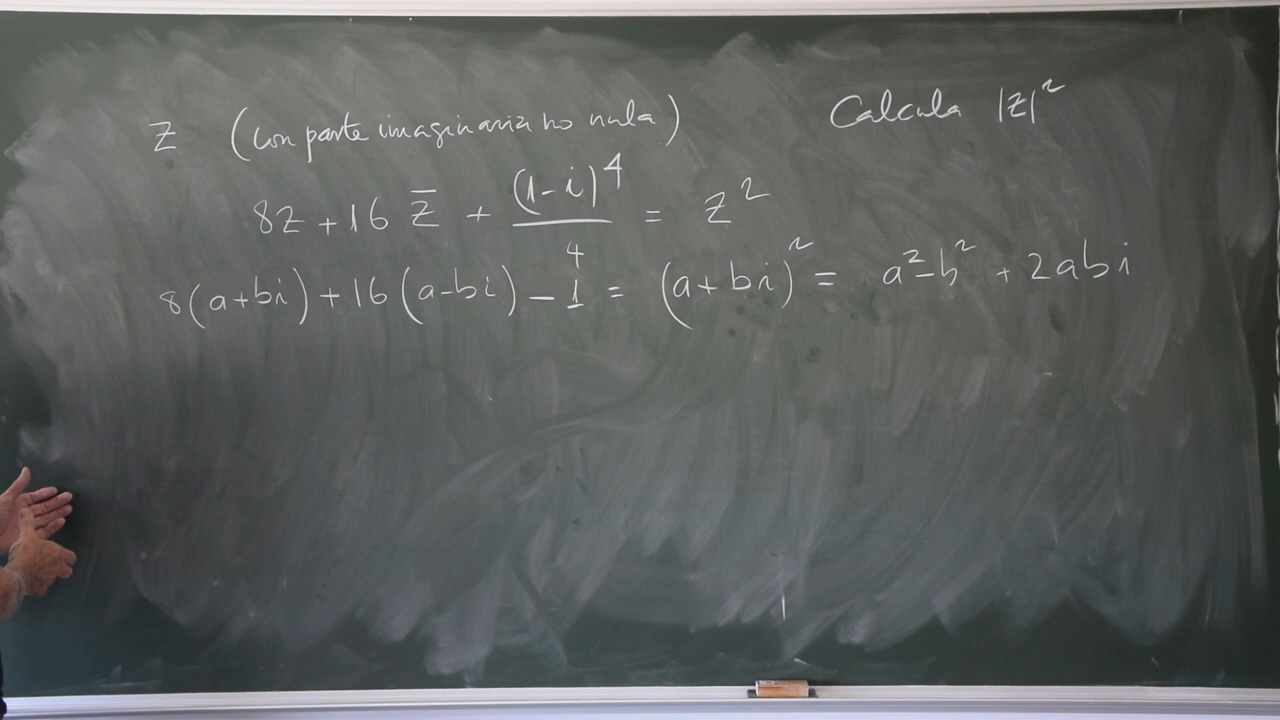 z (con parte imaginaria no nula) Calcula |z|²
8z + 16 z̅ + (1-i)⁴/4 = z²
8(a+bi) + 16(a-bi) - 1 = (a+bi)² = a²-b² + 2abi